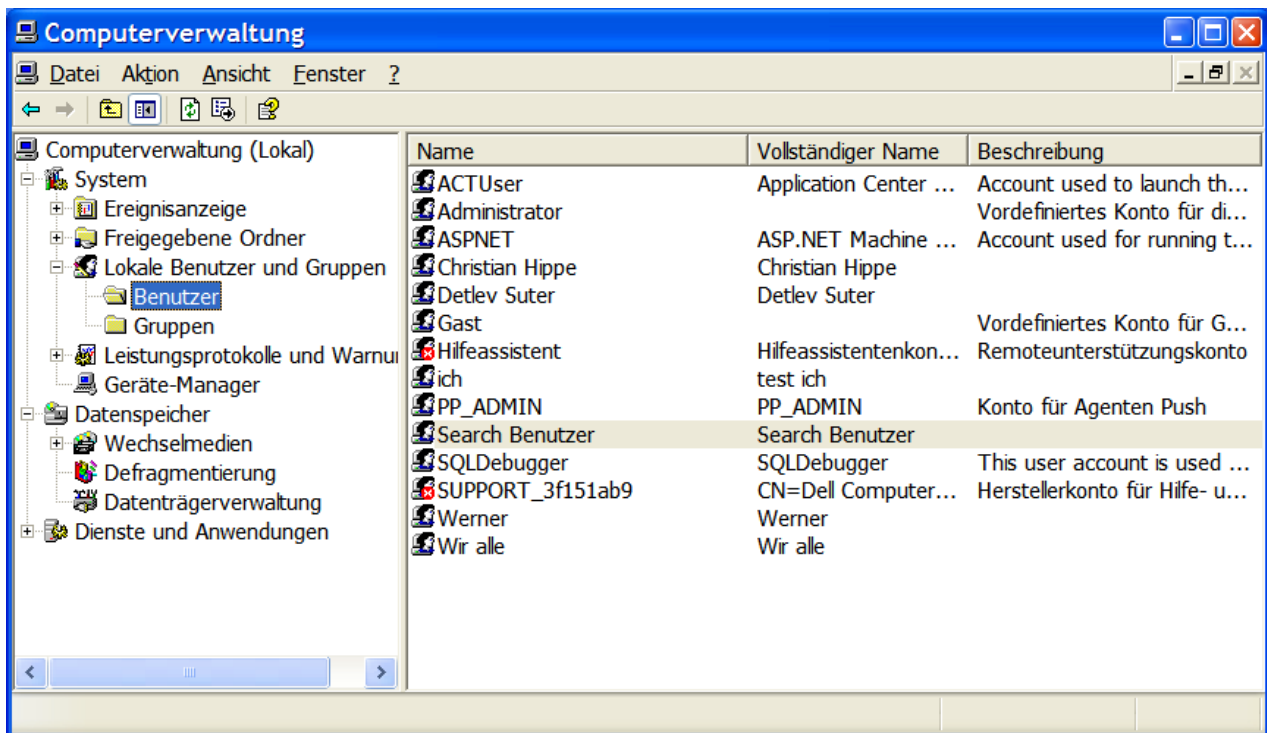 Computerverwaltung
Datei Aktion Ansicht Fenster ?
Computerverwaltung (Lokal)
System
Ereignisanzeige
Freigegebene Ordner
Lokale Benutzer und Gruppen
Benutzer
Gruppen
Leistungsprotokolle und Warnu
Geräte-Manager
Datenspeicher
Wechselmedien
Defragmentierung
Datenträgerverwaltung
Dienste und Anwendungen
Name Vollständiger Name Beschreibung
ACTUser Application Center ... Account used to launch th...
Administrator Vordefiniertes Konto für di...
ASPNET ASP.NET Machine ... Account used for running t...
Christian Hippe Christian Hippe
Detlev Suter Detlev Suter
Gast Vordefiniertes Konto für G...
Hilfeassistent Hilfeassistentenkon... Remoteunterstützungskonto
ich test ich
PP_ADMIN PP_ADMIN Konto für Agenten Push
Search Benutzer Search Benutzer
SQLDebugger SQLDebugger This user account is used ...
SUPPORT_3f151ab9 CN=Dell Computer... Herstellerkonto für Hilfe- u...
Werner Werner
Wir alle Wir alle